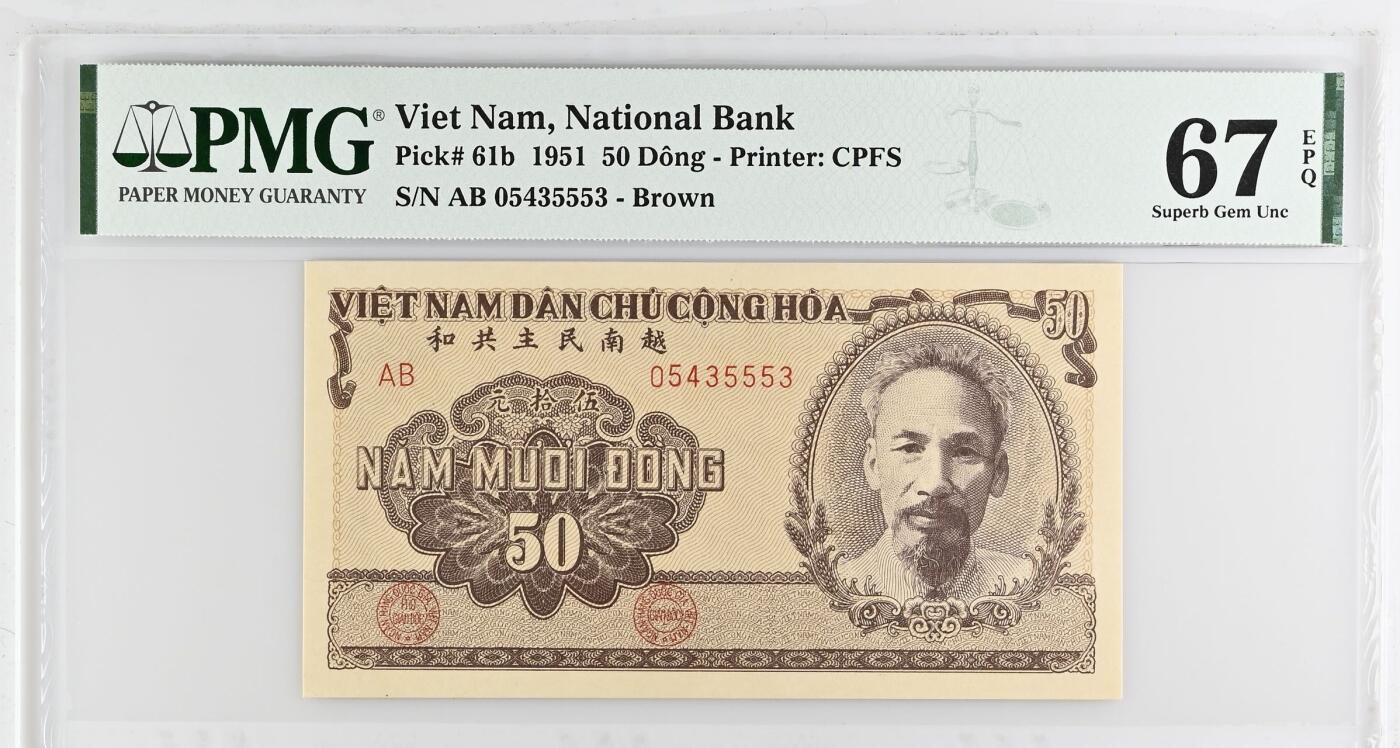 PMG®
PAPER MONEY GUARANTY
Viet Nam, National Bank
Pick# 61b 1951 50 Dông - Printer: CPFS
S/N AB 05435553 - Brown
67
EPQ
Superb Gem Unc
VIỆT NAM DÂN CHỦ CỘNG HÒA
50
和共主民南越
AB 05435553
元拾伍
NĂM MƯƠI ĐỒNG
50